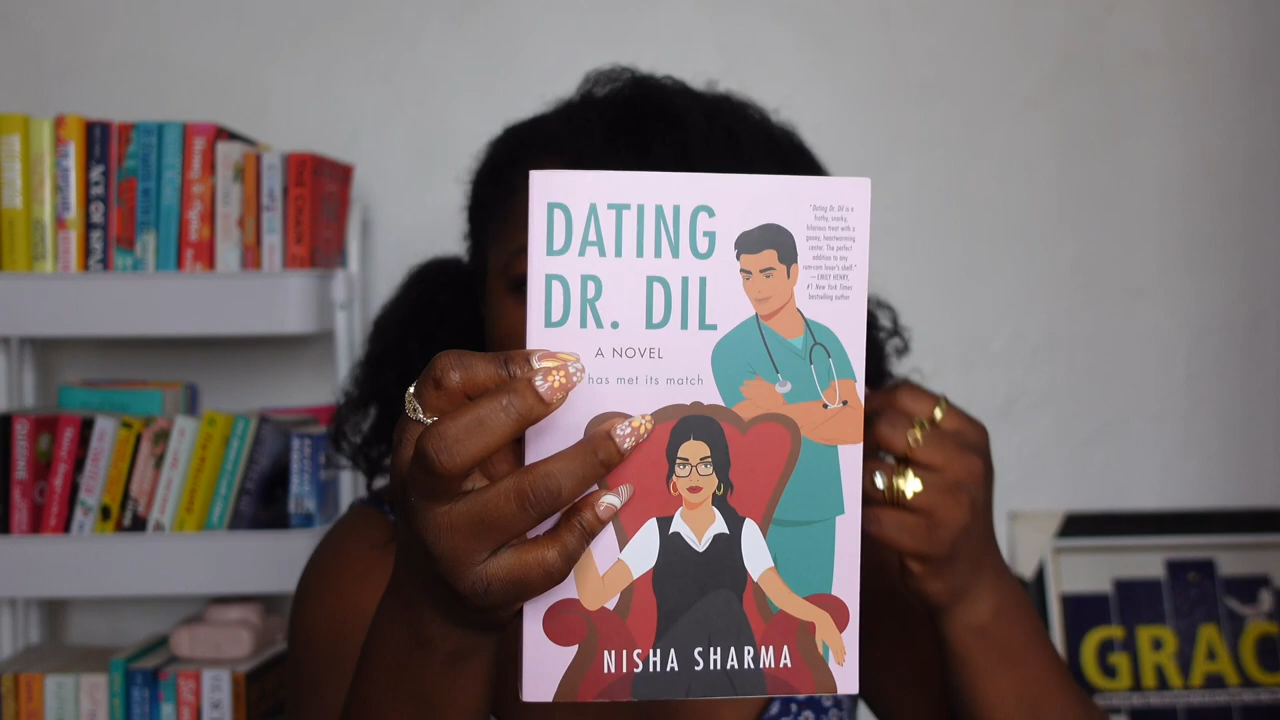 DATING
DR. DIL
A NOVEL
has met its match
"Dating Dr. Dil is a
frothy, snarky,
hilarious treat with a
gooey, heartwarming
center. The perfect
addition to any
rom-com lover's shelf."
—EMILY HENRY,
#1 New York Times
bestselling author
NISHA SHARMA
GRAC